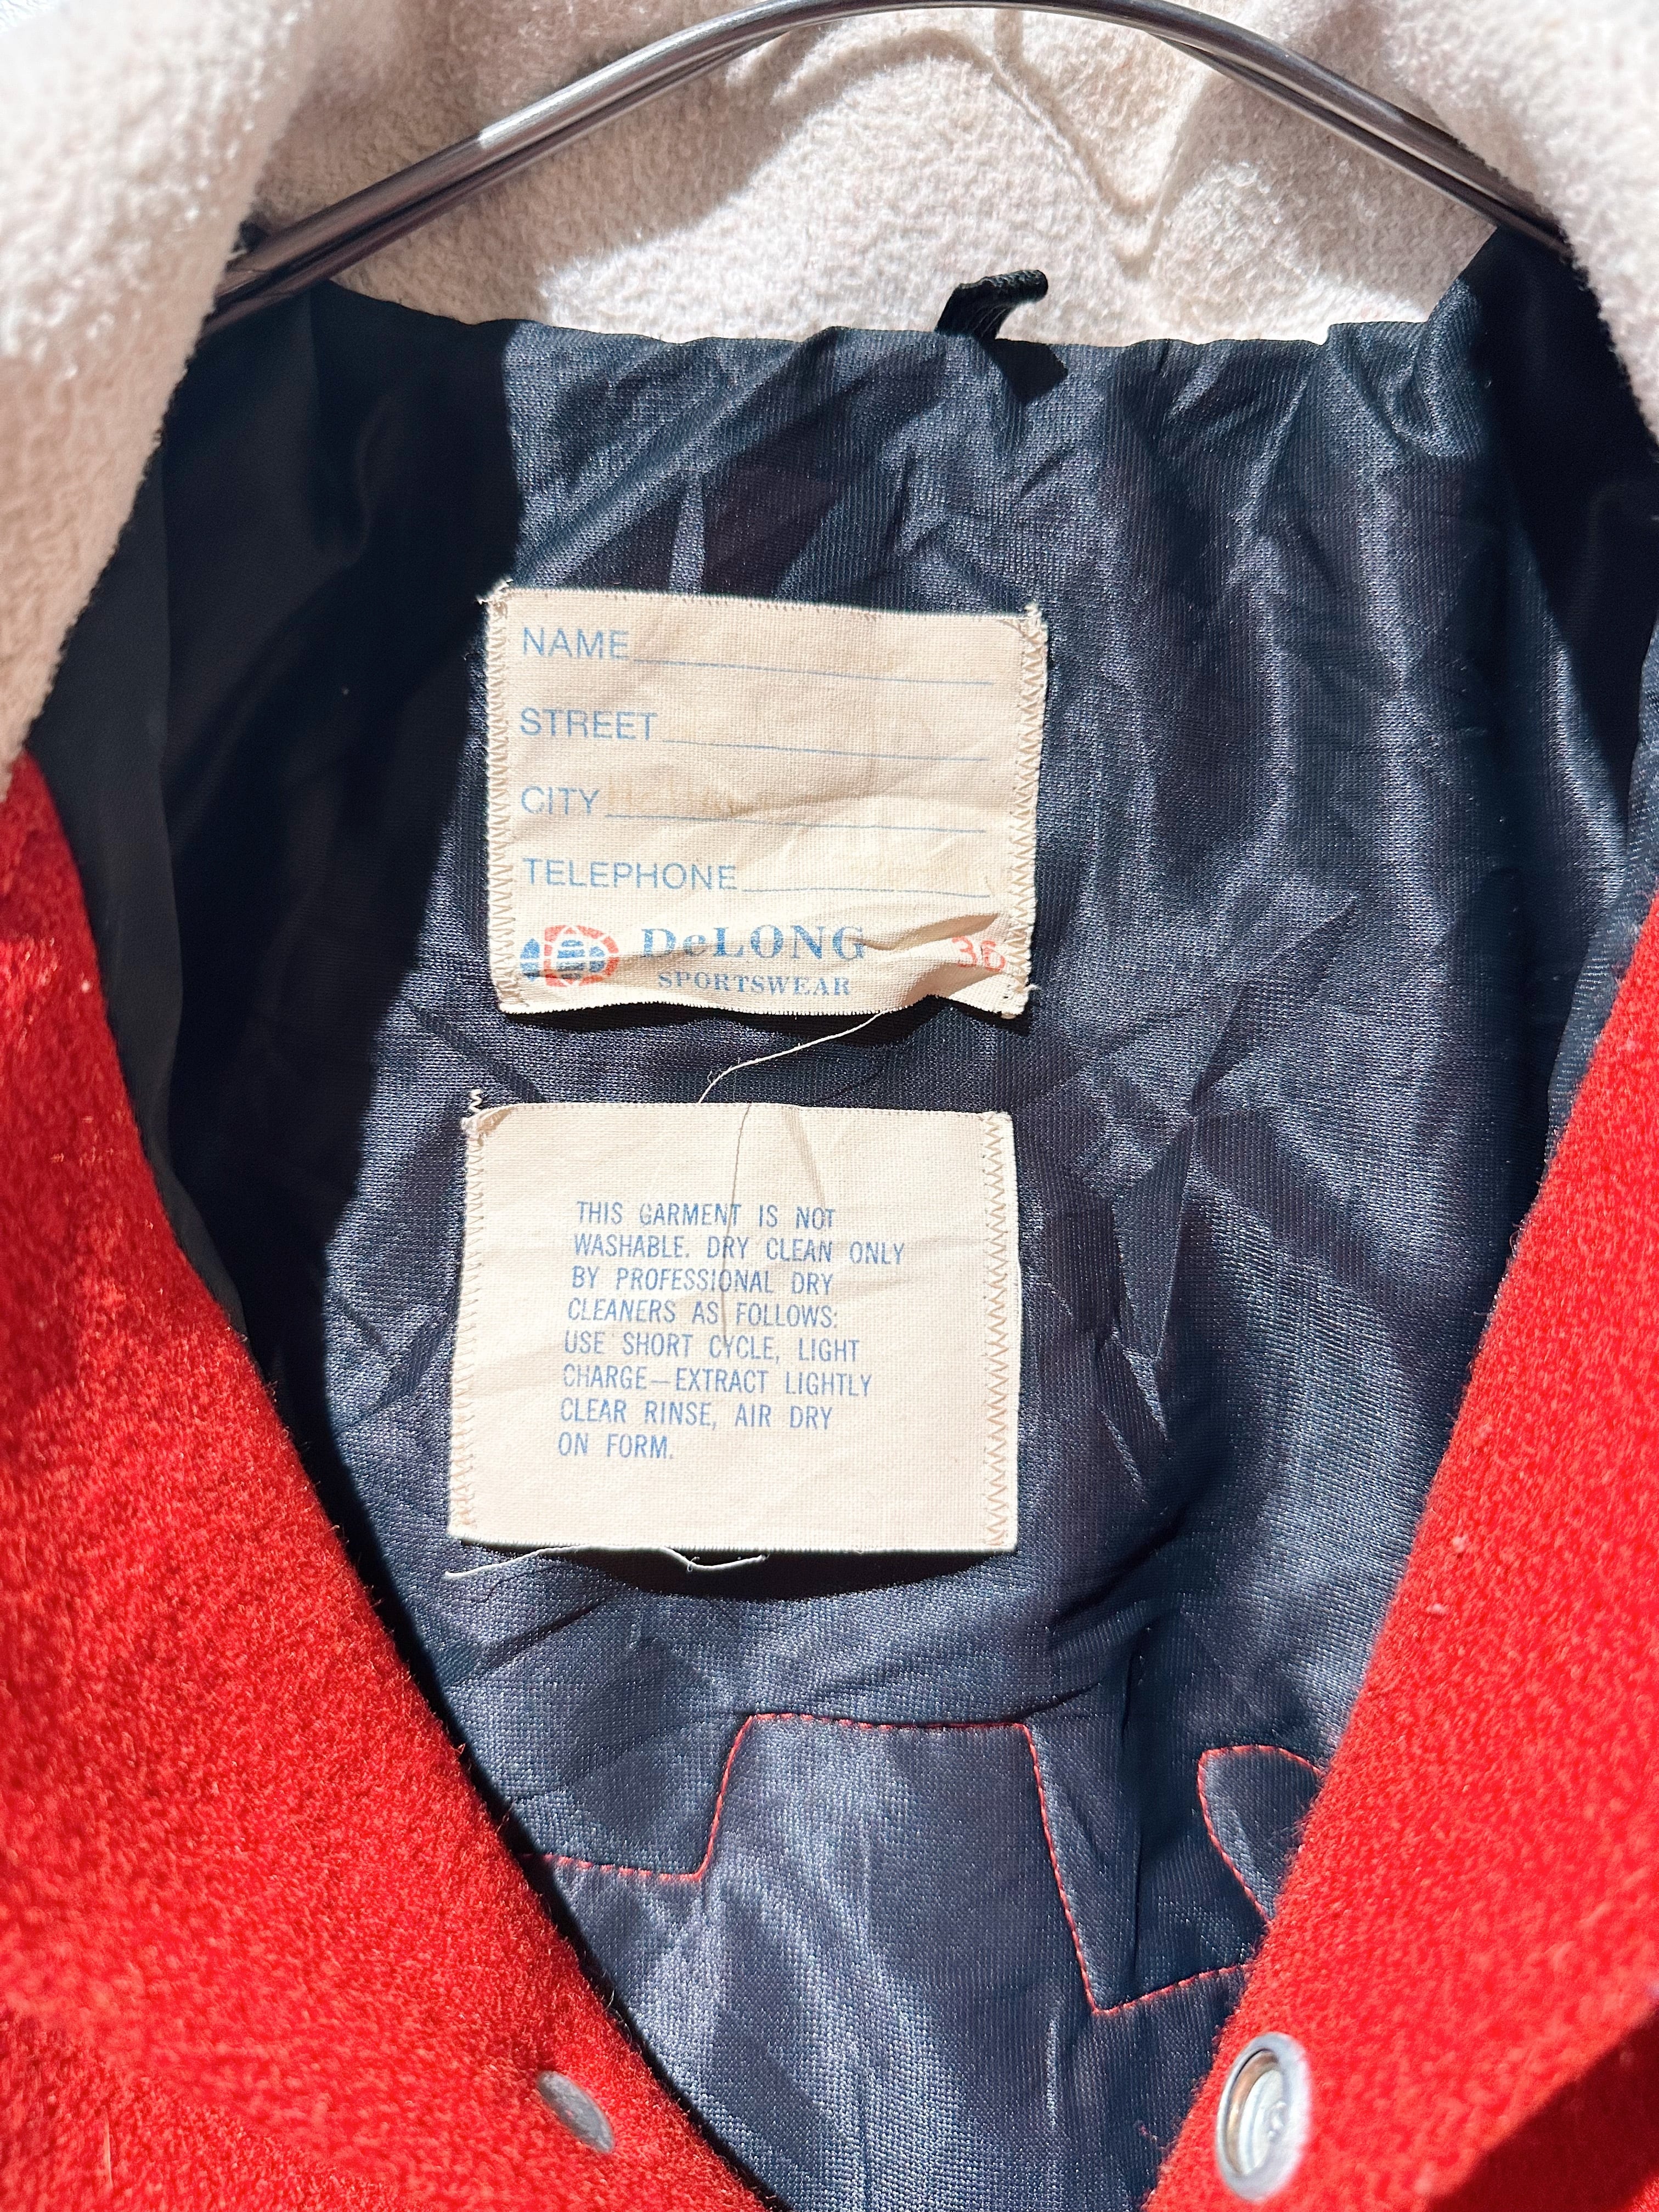 NAME
STREET
CITY
TELEPHONE
DeLONG 36
SPORTSWEAR
THIS GARMENT IS NOT
WASHABLE. DRY CLEAN ONLY
BY PROFESSIONAL DRY
CLEANERS AS FOLLOWS:
USE SHORT CYCLE, LIGHT
CHARGE—EXTRACT LIGHTLY
CLEAR RINSE, AIR DRY
ON FORM.